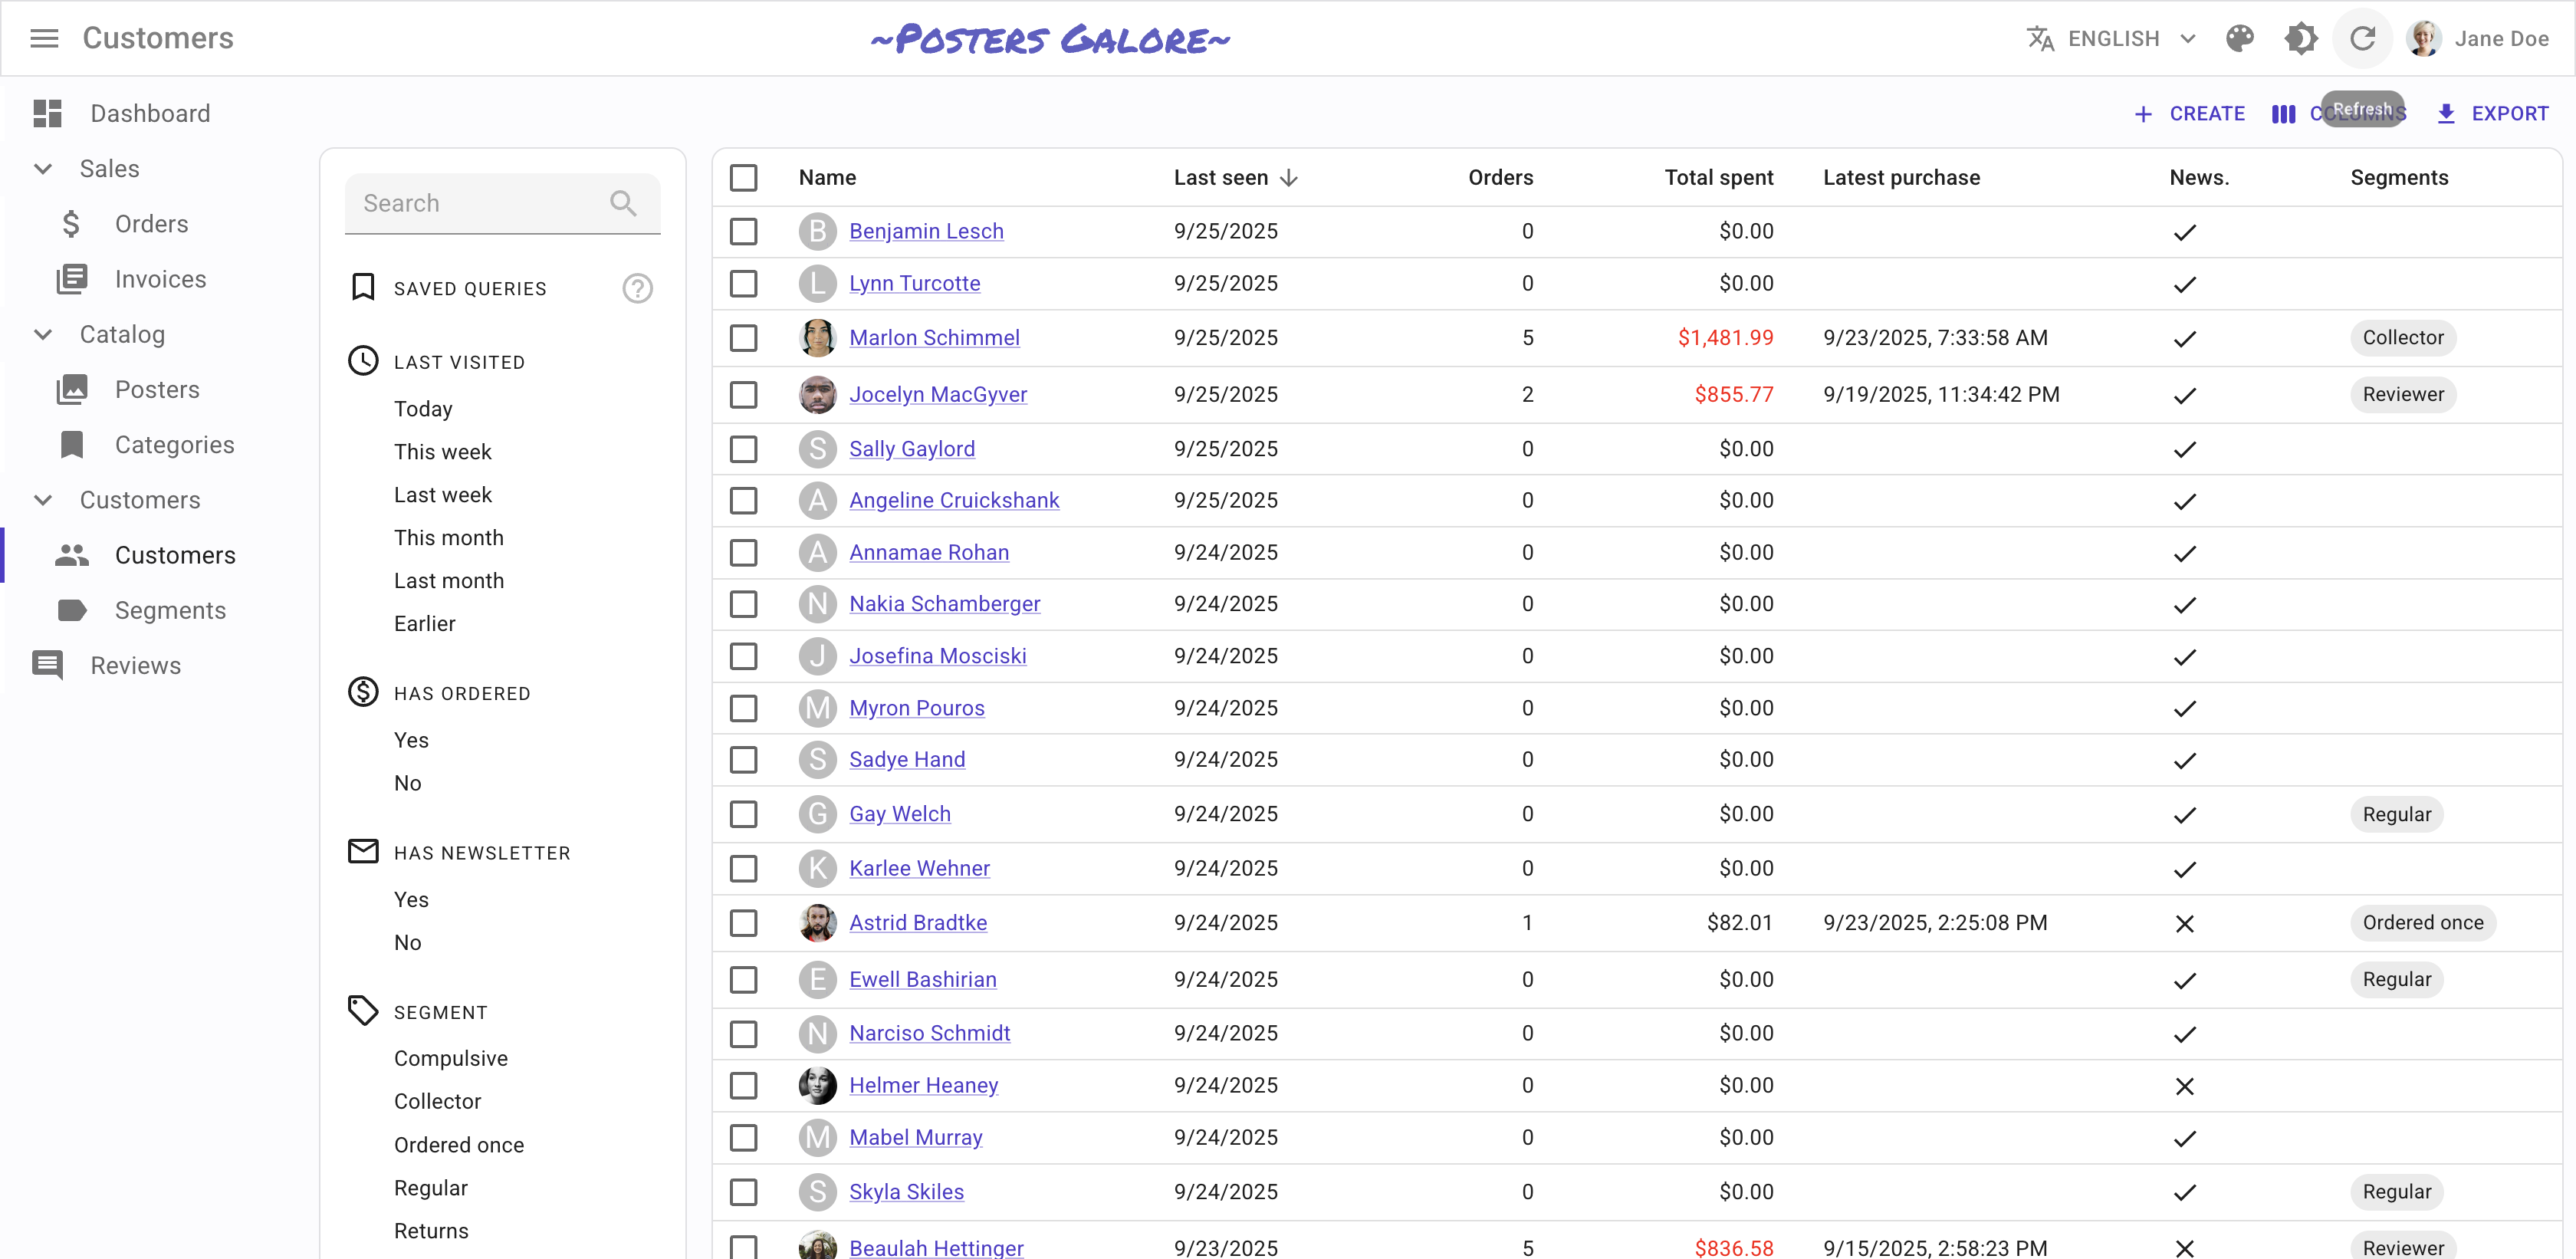 Customers
~Posters Galore~
ENGLISH
Jane Doe
Dashboard
Sales
Orders
Invoices
Catalog
Posters
Categories
Customers
Customers
Segments
Reviews
CREATE
COLUMNS
Refresh
EXPORT
Search
SAVED QUERIES
LAST VISITED
Today
This week
Last week
This month
Last month
Earlier
HAS ORDERED
Yes
No
HAS NEWSLETTER
Yes
No
SEGMENT
Compulsive
Collector
Ordered once
Regular
Returns
Name Last seen Orders Total spent Latest purchase News. Segments
B Benjamin Lesch 9/25/2025 0 $0.00
L Lynn Turcotte 9/25/2025 0 $0.00
Marlon Schimmel 9/25/2025 5 $1,481.99 9/23/2025, 7:33:58 AM Collector
Jocelyn MacGyver 9/25/2025 2 $855.77 9/19/2025, 11:34:42 PM Reviewer
S Sally Gaylord 9/25/2025 0 $0.00
A Angeline Cruickshank 9/25/2025 0 $0.00
A Annamae Rohan 9/24/2025 0 $0.00
N Nakia Schamberger 9/24/2025 0 $0.00
J Josefina Mosciski 9/24/2025 0 $0.00
M Myron Pouros 9/24/2025 0 $0.00
S Sadye Hand 9/24/2025 0 $0.00
G Gay Welch 9/24/2025 0 $0.00 Regular
K Karlee Wehner 9/24/2025 0 $0.00
Astrid Bradtke 9/24/2025 1 $82.01 9/23/2025, 2:25:08 PM Ordered once
E Ewell Bashirian 9/24/2025 0 $0.00 Regular
N Narciso Schmidt 9/24/2025 0 $0.00
Helmer Heaney 9/24/2025 0 $0.00
M Mabel Murray 9/24/2025 0 $0.00
S Skyla Skiles 9/24/2025 0 $0.00 Regular
Beaulah Hettinger 9/23/2025 5 $836.58 9/15/2025, 2:58:23 PM Reviewer